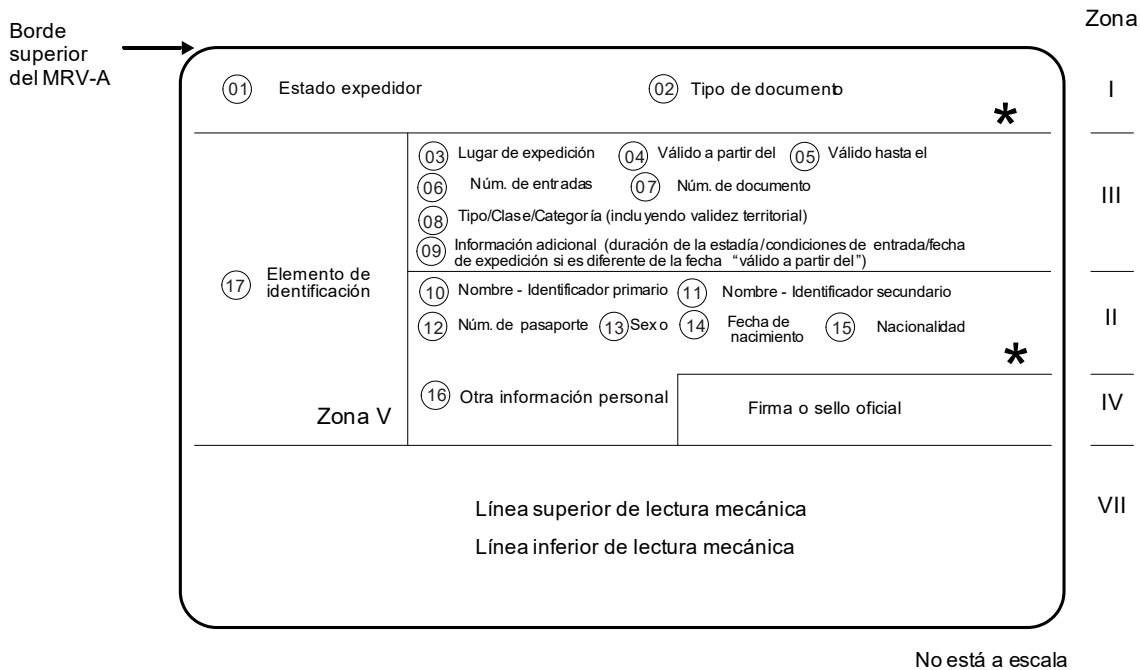 Zona
Borde
superior
del MRV-A
01 Estado expedidor 02 Tipo de documento
*
I
03 Lugar de expedición 04 Válido a partir del 05 Válido hasta el
06 Núm. de entradas 07 Núm. de documento
08 Tipo/Clase/Categoría (incluyendo validez territorial)
09 Información adicional (duración de la estadía/condiciones de entrada/fecha
de expedición si es diferente de la fecha “válido a partir del”)
III
17 Elemento de
identificación
10 Nombre - Identificador primario 11 Nombre - Identificador secundario
12 Núm. de pasaporte 13 Sexo 14 Fecha de
nacimiento 15 Nacionalidad
*
II
16 Otra información personal
Firma o sello oficial
IV
Zona V
Línea superior de lectura mecánica
Línea inferior de lectura mecánica
VII
No está a escala